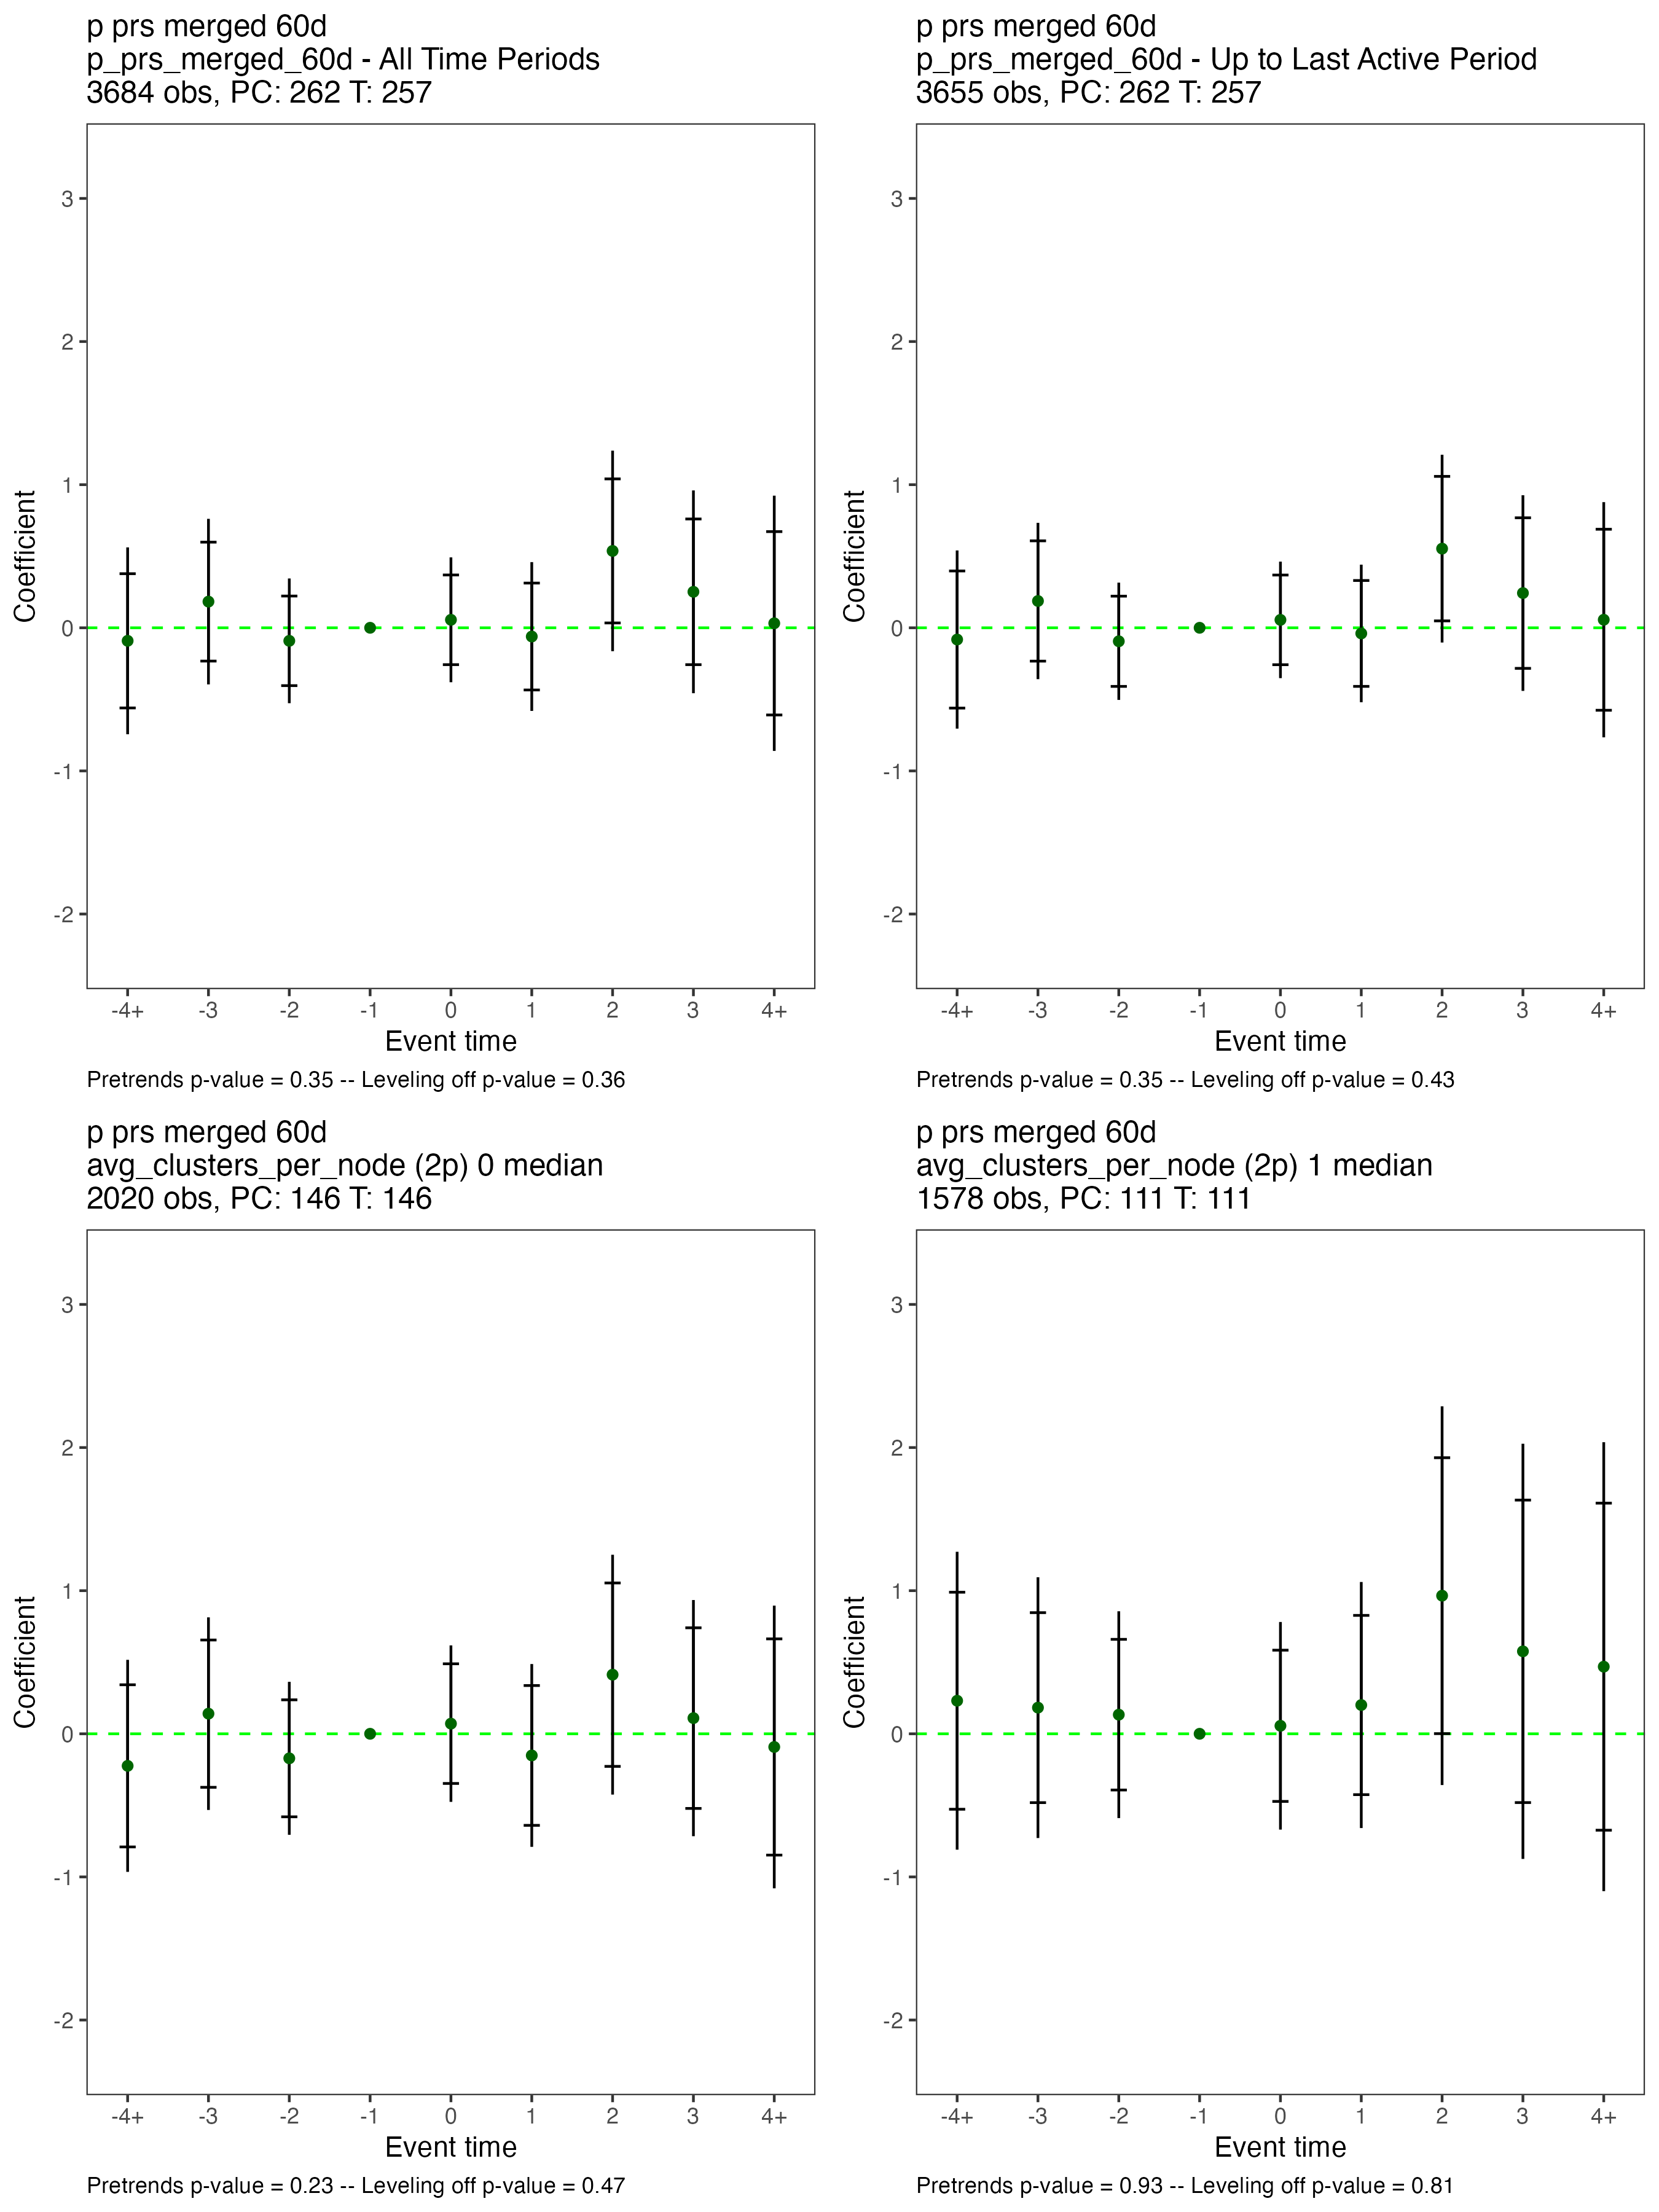 p prs merged 60d
p_prs_merged_60d - All Time Periods
3684 obs, PC: 262 T: 257
3
2
1
0
-1
-2
Coefficient
-4+ -3 -2 -1 0 1 2 3 4+
Event time
Pretrends p-value = 0.35 -- Leveling off p-value = 0.36
p prs merged 60d
p_prs_merged_60d - Up to Last Active Period
3655 obs, PC: 262 T: 257
3
2
1
0
-1
-2
Coefficient
-4+ -3 -2 -1 0 1 2 3 4+
Event time
Pretrends p-value = 0.35 -- Leveling off p-value = 0.43
p prs merged 60d
avg_clusters_per_node (2p) 0 median
2020 obs, PC: 146 T: 146
3
2
1
0
-1
-2
Coefficient
-4+ -3 -2 -1 0 1 2 3 4+
Event time
Pretrends p-value = 0.23 -- Leveling off p-value = 0.47
p prs merged 60d
avg_clusters_per_node (2p) 1 median
1578 obs, PC: 111 T: 111
3
2
1
0
-1
-2
Coefficient
-4+ -3 -2 -1 0 1 2 3 4+
Event time
Pretrends p-value = 0.93 -- Leveling off p-value = 0.81